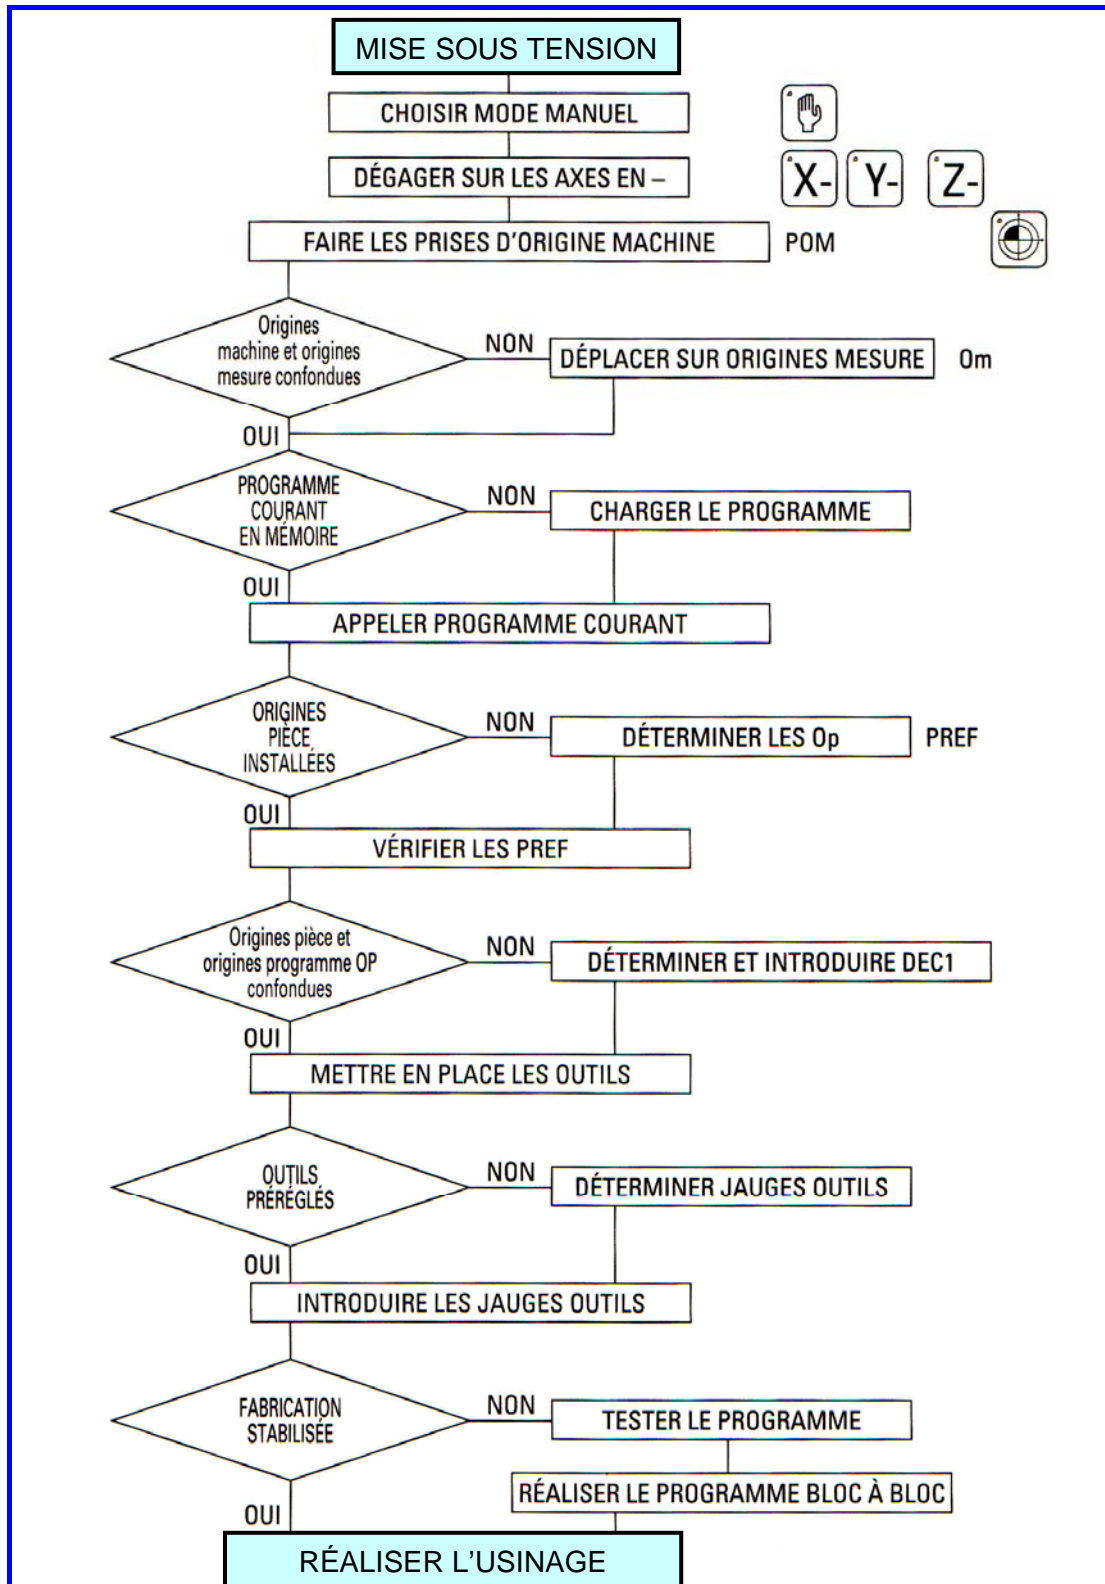 MISE SOUS TENSION
CHOISIR MODE MANUEL
DÉGAGER SUR LES AXES EN –
X- Y- Z-
FAIRE LES PRISES D'ORIGINE MACHINE
POM
Origines
machine et origines
mesure confondues
NON
DÉPLACER SUR ORIGINES MESURE
Om
OUI
PROGRAMME
COURANT
EN MÉMOIRE
NON
CHARGER LE PROGRAMME
OUI
APPELER PROGRAMME COURANT
ORIGINES
PIÈCE
INSTALLÉES
NON
DÉTERMINER LES Op
PREF
OUI
VÉRIFIER LES PREF
Origines pièce et
origines programme OP
confondues
NON
DÉTERMINER ET INTRODUIRE DEC1
OUI
METTRE EN PLACE LES OUTILS
OUTILS
PRÉRÉGLÉS
NON
DÉTERMINER JAUGES OUTILS
OUI
INTRODUIRE LES JAUGES OUTILS
FABRICATION
STABILISÉE
NON
TESTER LE PROGRAMME
RÉALISER LE PROGRAMME BLOC À BLOC
OUI
RÉALISER L'USINAGE